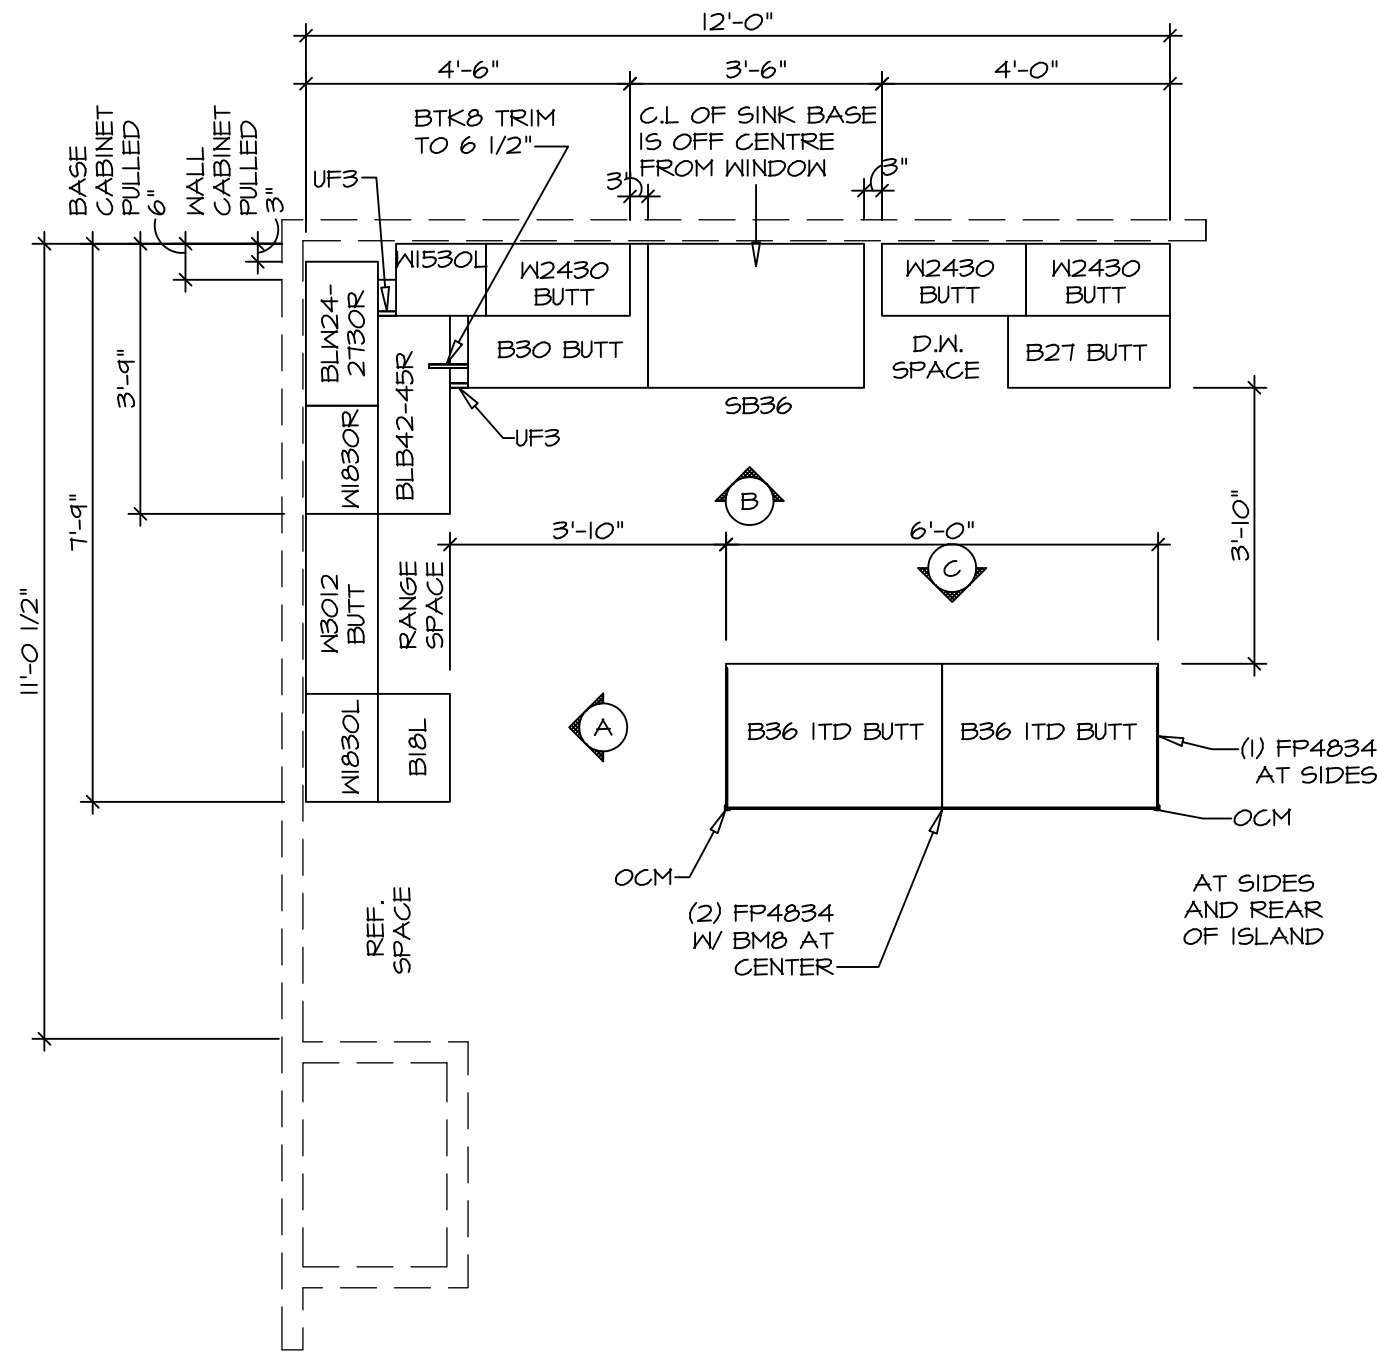 12'-0"
4'-6"
3'-6"
4'-0"
BTK8 TRIM
TO 6 1/2"
C.L OF SINK BASE
IS OFF CENTRE
FROM WINDOW
BASE
CABINET
PULLED
6"
WALL
CABINET
PULLED
3"
UF3
3"
3"
W1530L
W2430
BUTT
W2430
BUTT
W2430
BUTT
BLW24-
2730R
B30 BUTT
D.W.
SPACE
B27 BUTT
3'-9"
BLB42-45R
SB36
W1830R
UF3
B
7'-9"
3'-10"
6'-0"
3'-10"
C
W3012
BUTT
RANGE
SPACE
11'-0 1/2"
W1830L
B18L
A
B36 1TD BUTT
B36 1TD BUTT
(1) FP4834
AT SIDES
OCM
OCM
AT SIDES
AND REAR
OF ISLAND
REF.
SPACE
(2) FP4834
W/ BM8 AT
CENTER